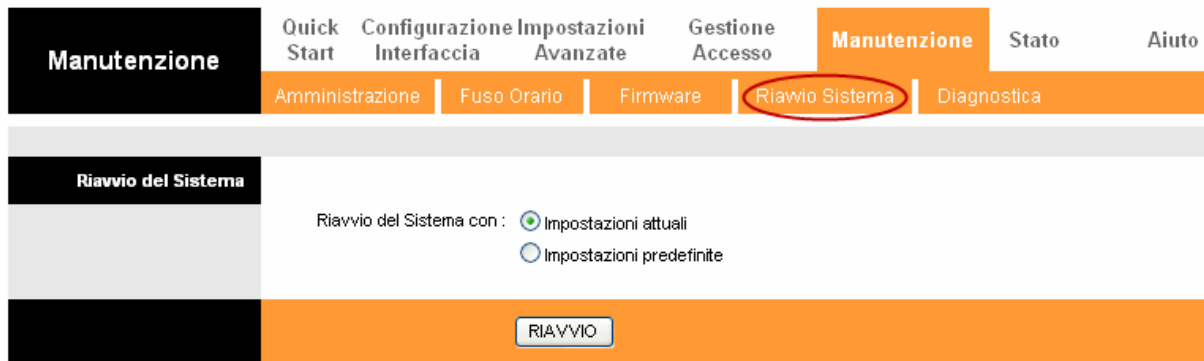 Manutenzione
Quick Start
Configurazione Interfaccia
Impostazioni Avanzate
Gestione Accesso
Manutenzione
Stato
Aiuto
Amministrazione
Fuso Orario
Firmware
Riavvio Sistema
Diagnostica
Riavvio del Sistema
Riavvio del Sistema con :
Impostazioni attuali
Impostazioni predefinite
RIAVVIO